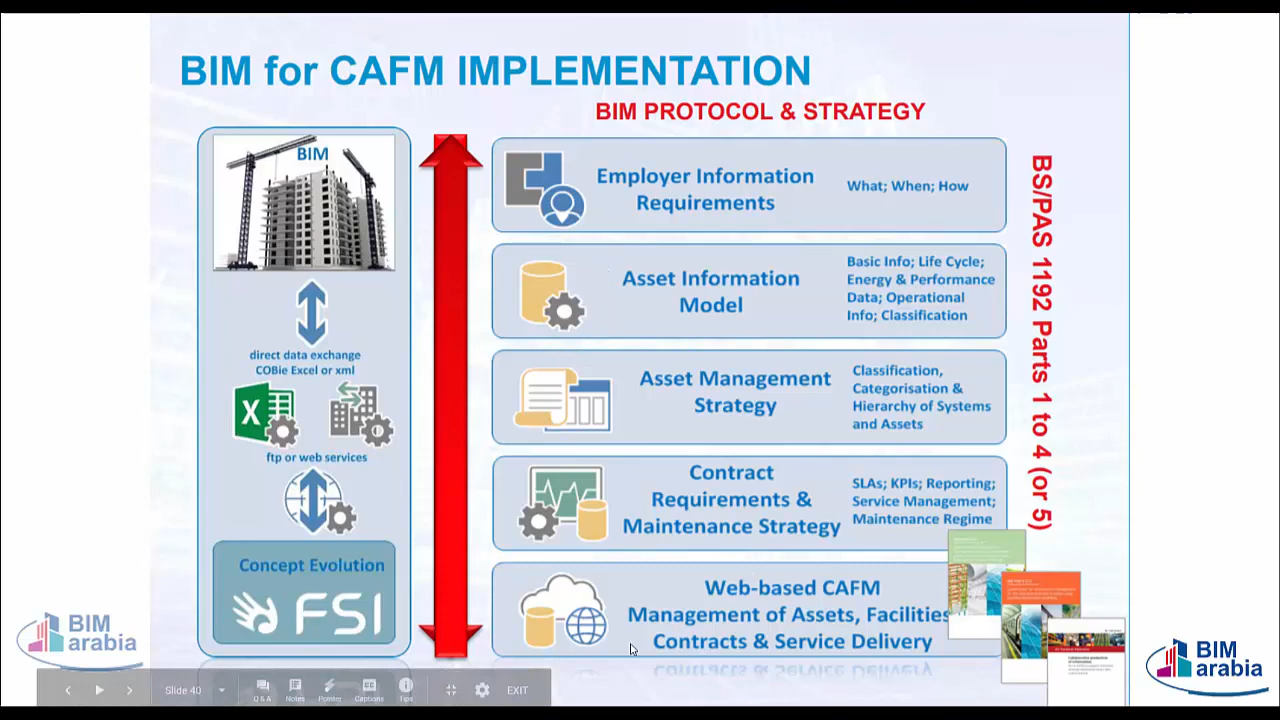 BIM for CAFM IMPLEMENTATION
BIM PROTOCOL & STRATEGY
BIM
direct data exchange
COBie Excel or xml
X
ftp or web services
Concept Evolution
FSI
Employer Information
Requirements
What; When; How
Asset Information
Model
Basic Info; Life Cycle;
Energy & Performance
Data; Operational
Info; Classification
Asset Management
Strategy
Classification,
Categorisation &
Hierarchy of Systems
and Assets
Contract
Requirements &
Maintenance Strategy
SLAs; KPIs; Reporting;
Service Management;
Maintenance Regime
Web-based CAFM
Management of Assets, Facilities
Contracts & Service Delivery
BS/PAS 1192 Parts 1 to 4 (or 5)
BIM
arabia
BIM
arabia
Slide 40
Q & A
Notes
Pointer
Captions
Tips
EXIT